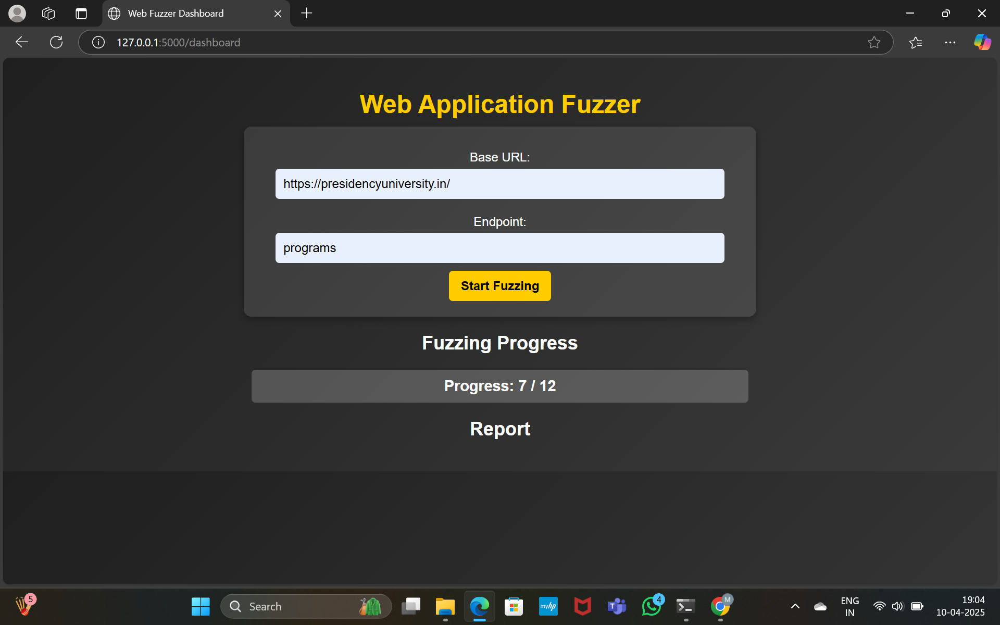 Web Fuzzer Dashboard
127.0.0.1:5000/dashboard
Web Application Fuzzer
Base URL:
https://presidencyuniversity.in/
Endpoint:
programs
Start Fuzzing
Fuzzing Progress
Progress: 7 / 12
Report
5
Search
myhp
T
4
M
ENG
IN
19:04
10-04-2025